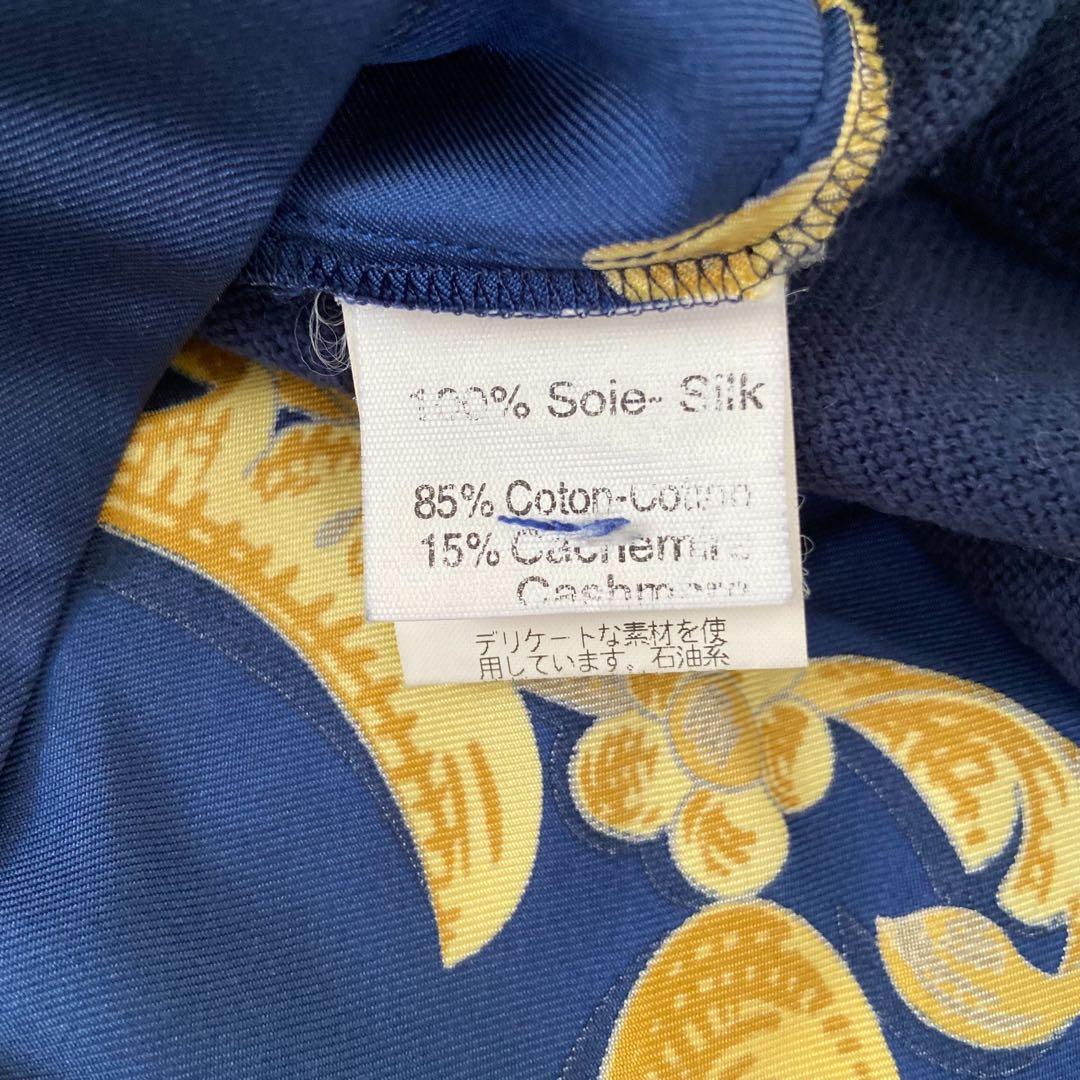 100% Soie- Silk
85% Coton-Cotton
15% Cachemire
Cashmere
デリケートな素材を使
用しています。石油系